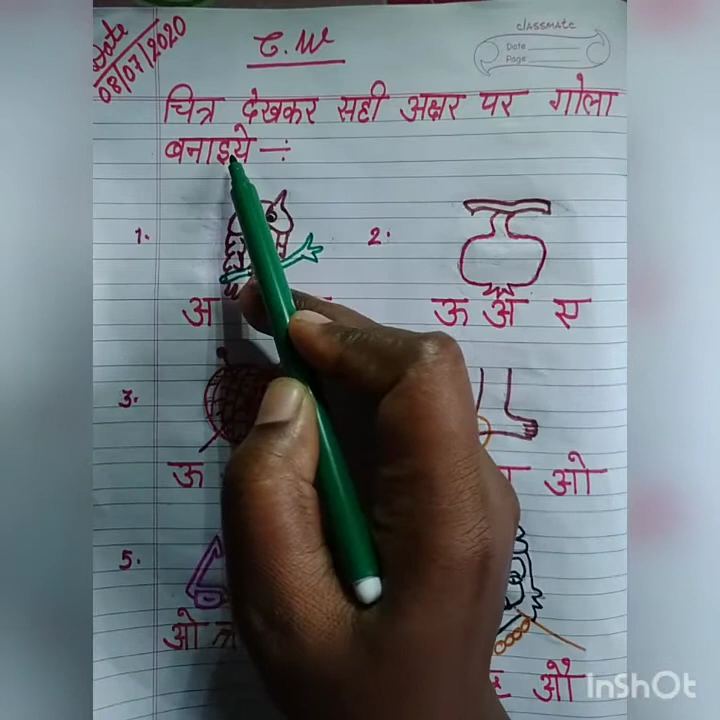 Date
08/07/2020
C.W
classmate
Date
Page
चित्र देखकर सही अक्षर पर गोला
बनाइये —:
1. 2.
अ ऊ अ स
3.
ऊ ओ
5.
ओ औ
InShOt